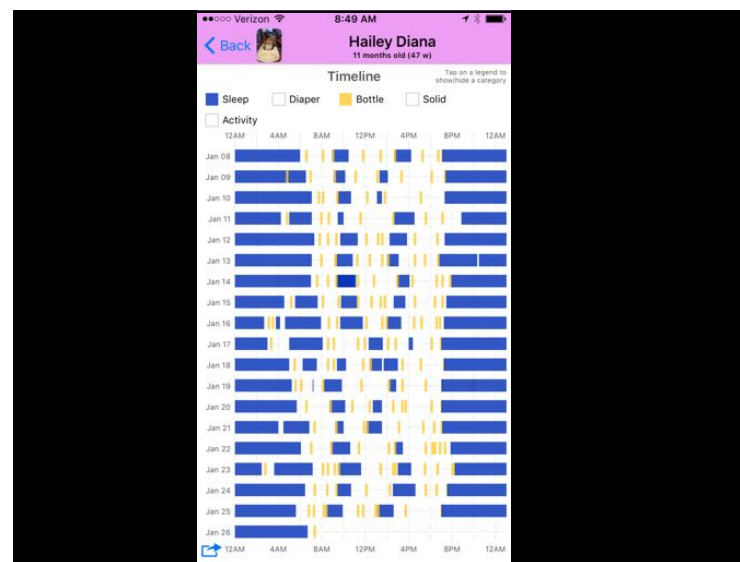 ●●○○○ Verizon 8:49 AM
Back
Hailey Diana
11 months old (47 w)
Timeline
Tap on a legend to
show/hide a category
Sleep Diaper Bottle Solid
Activity
12AM 4AM 8AM 12PM 4PM 8PM 12AM
Jan 08
Jan 09
Jan 10
Jan 11
Jan 12
Jan 13
Jan 14
Jan 15
Jan 16
Jan 17
Jan 18
Jan 19
Jan 20
Jan 21
Jan 22
Jan 23
Jan 24
Jan 25
Jan 26
12AM 4AM 8AM 12PM 4PM 8PM 12AM